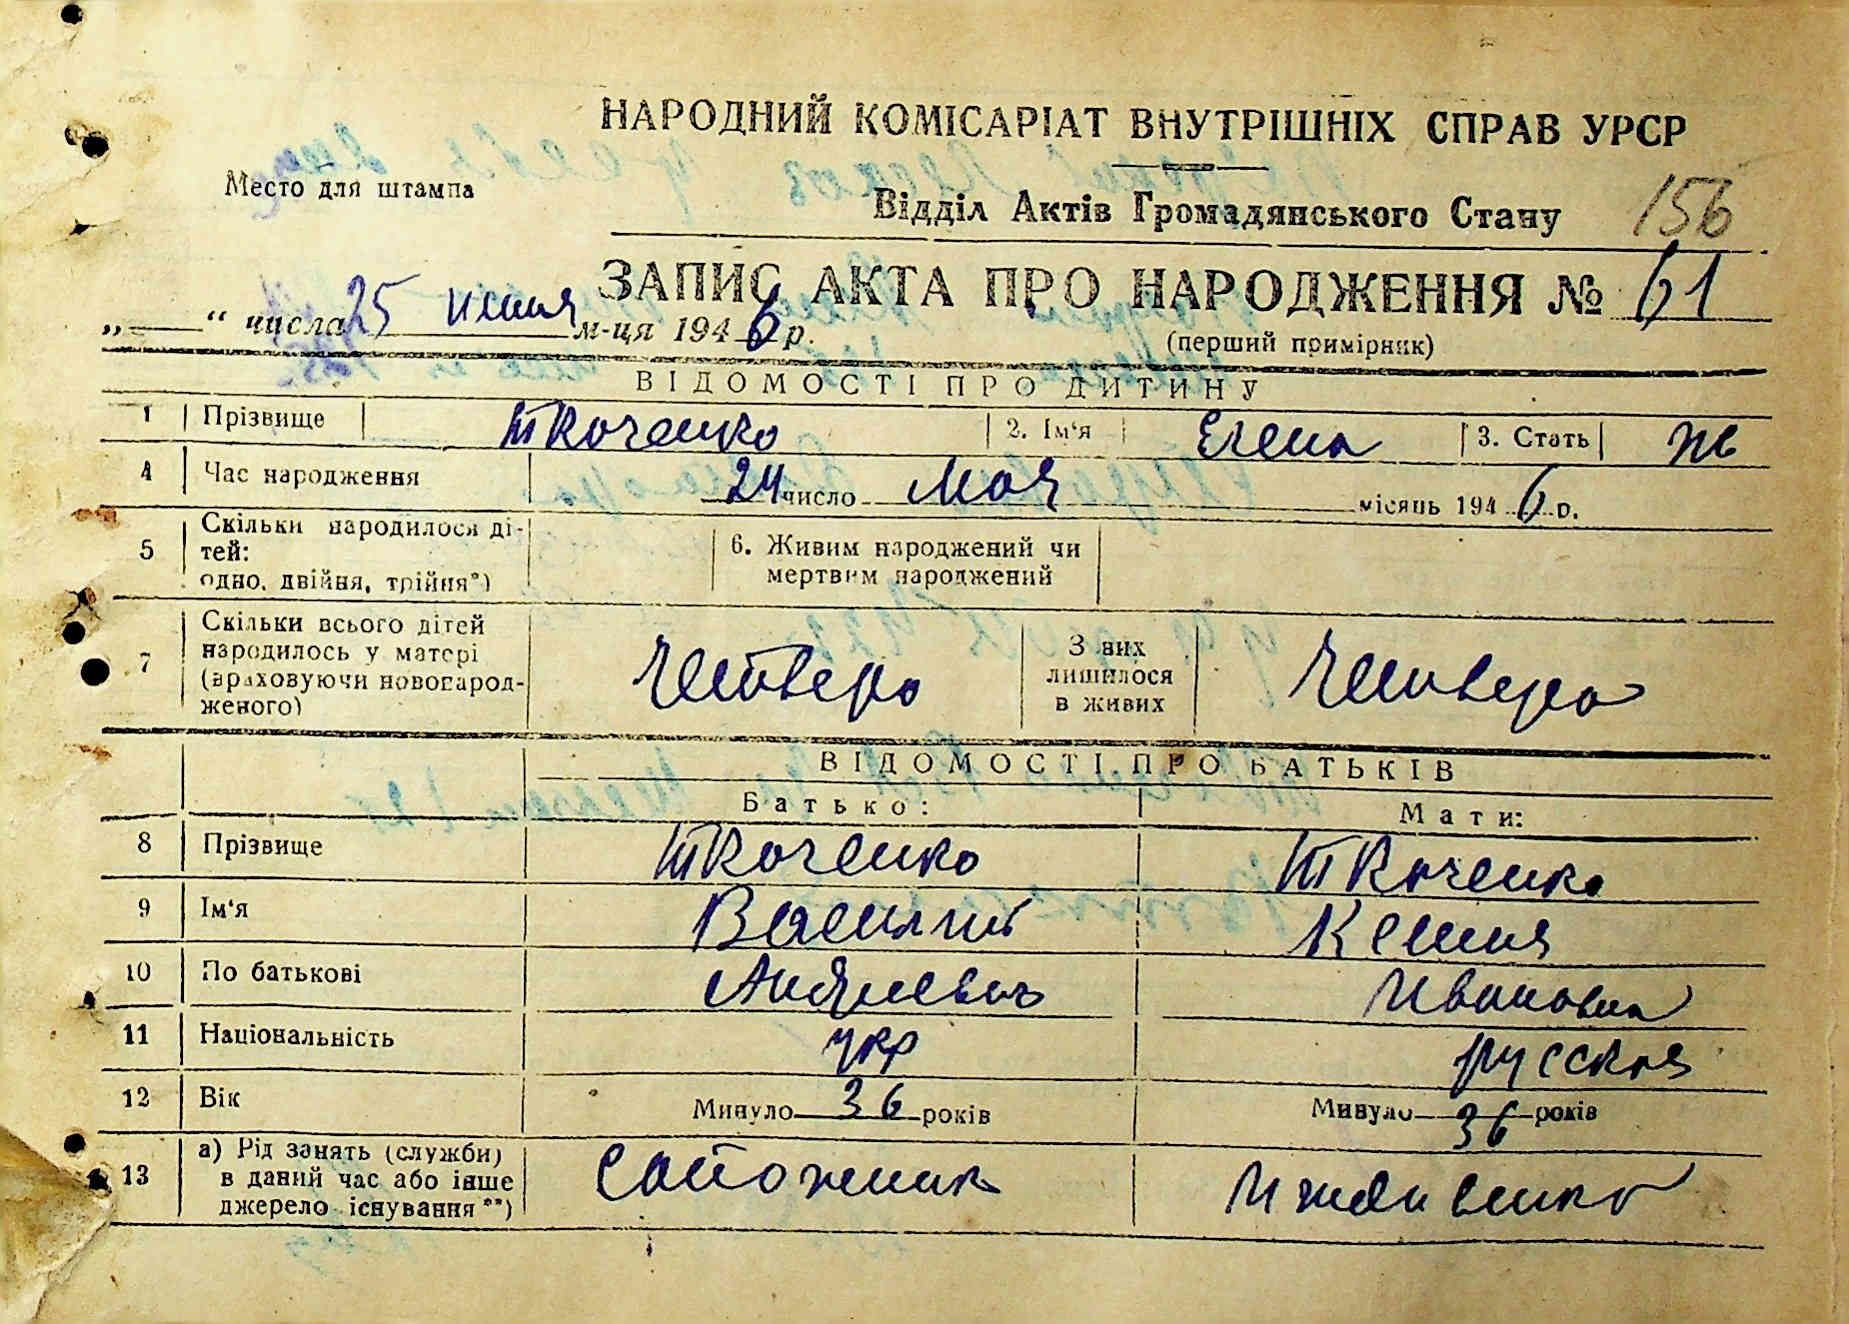 НАРОДНИЙ КОМІСАРІАТ ВНУТРІШНІХ СПРАВ УРСР
Место для штампа
Відділ Актів Громадянського Стану 156
ЗАПИС АКТА ПРО НАРОДЖЕННЯ № 61
„ “ числа 25 июня м-ця 1946 р.
(перший примірник)
ВІДОМОСТІ ПРО ДИТИНУ
1 Прізвище Ткаченко 2. Ім'я Елена 3. Стать ж
4 Час народження 24 число мая місяць 1946 р.
5 Скільки народилося ді-
тей:
одно, двійня, трійня*)
6. Живим народжений чи
мертвим народжений
7 Скільки всього дітей
народилось у матері
(враховуючи новонарод-
женого)
четверо
З них
лишилося
в живих
четверо
ВІДОМОСТІ ПРО БАТЬКІВ
Батько: Мати:
8 Прізвище Ткаченко Ткаченко
9 Ім'я Василий Ксения
10 По батькові Андреевич Ивановна
11 Національність укр русская
12 Вік Минуло 36 років Минуло 36 років
13 а) Рід занять (служби)
в даний час або інше
джерело існування**)
Сапожник Иждивенка